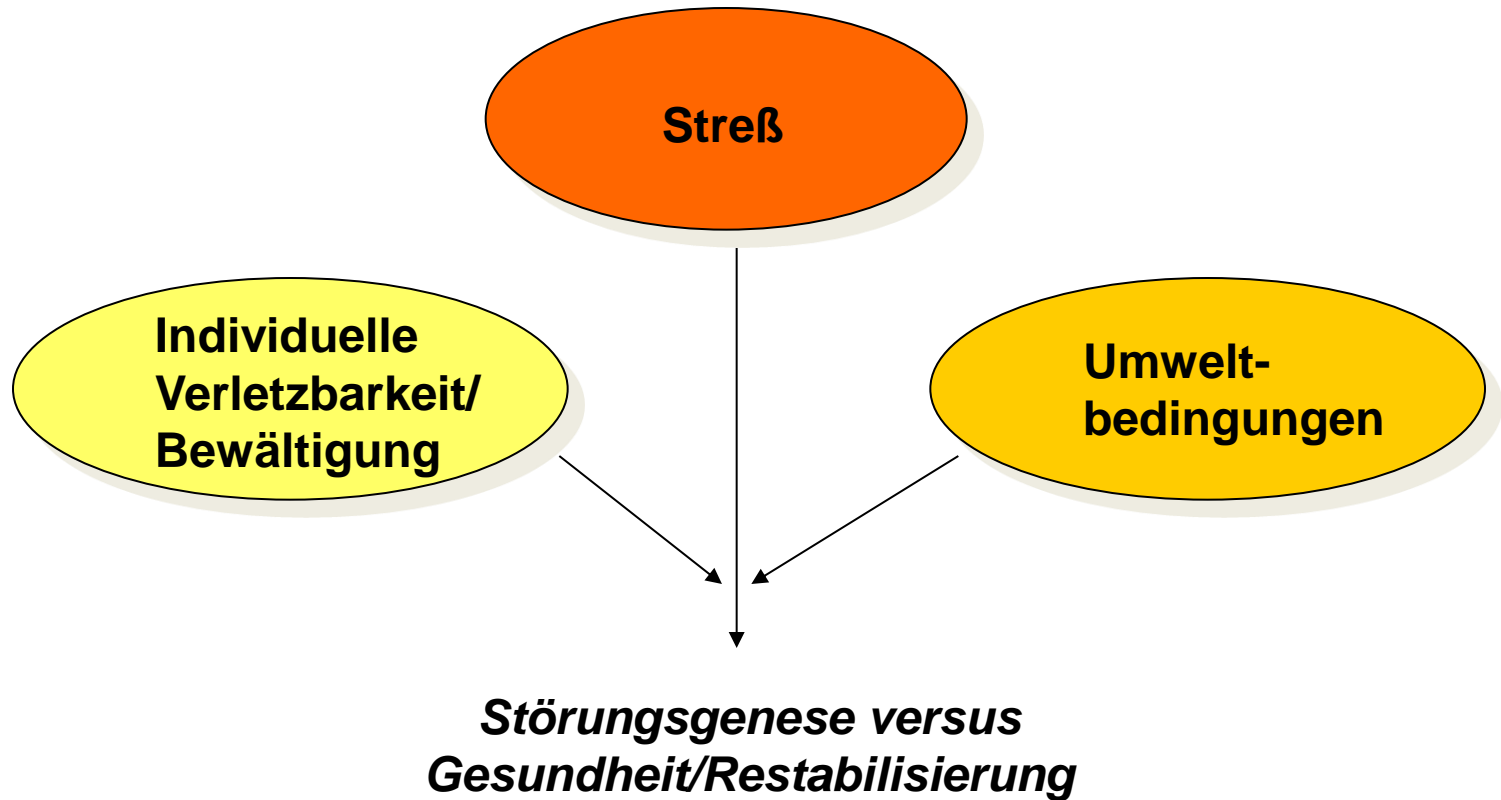 Streß
Individuelle
Verletzbarkeit/
Bewältigung
Umwelt-
bedingungen
Störungsgenese versus
Gesundheit/Restabilisierung